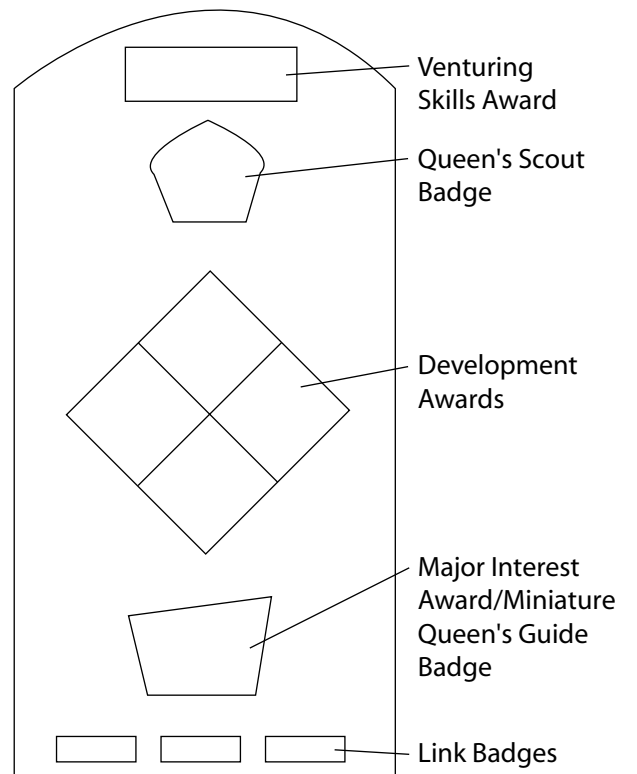 Venturing
Skills Award
Queen's Scout
Badge
Development
Awards
Major Interest
Award/Miniature
Queen's Guide
Badge
Link Badges